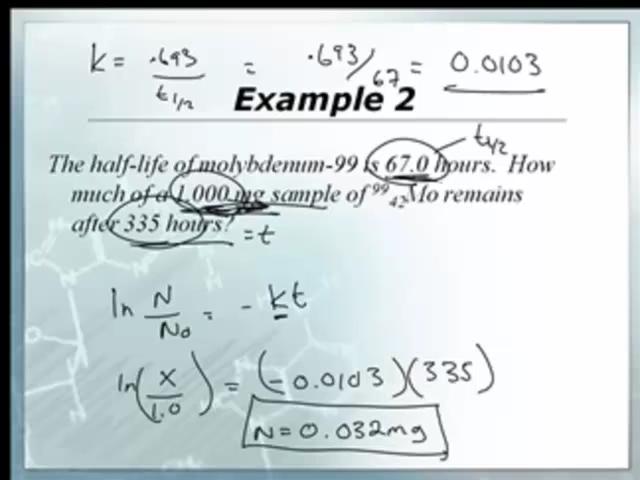 k = .693 / t1/2 = .693/67 = 0.0103
Example 2
t1/2
The half-life of molybdenum-99 is 67.0 hours. How
much of a 1.000 mg sample of ⁹⁹₄₂Mo remains
after 335 hours?
= t
ln N/N₀ = - kt
ln(X/1.0) = (-0.0103)(335)
N = 0.032mg